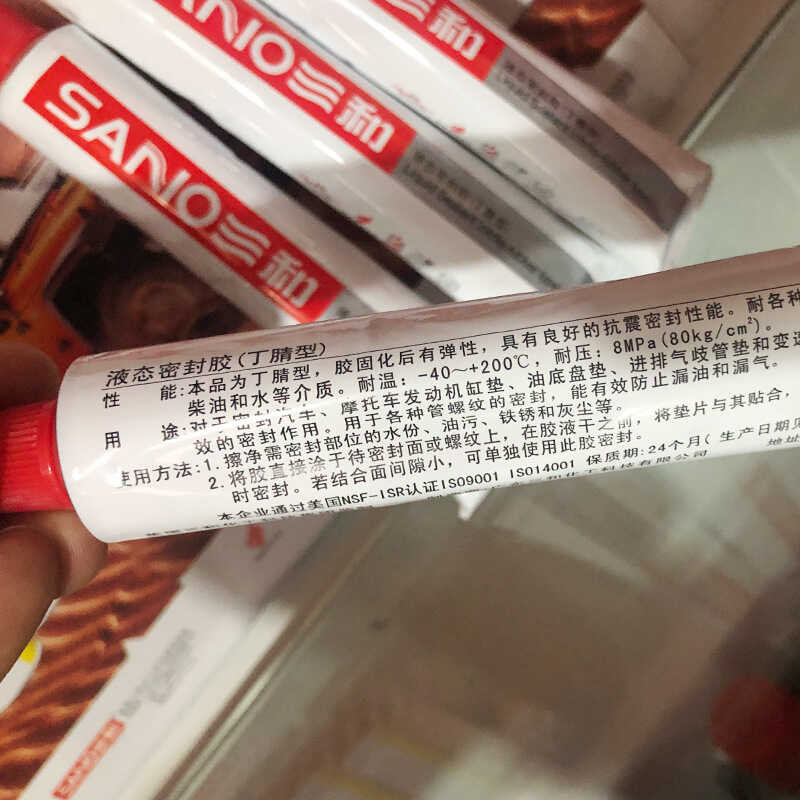 SANO三和
SANO三和
SANO三和
液态密封胶(丁腈型)
性 能:本品为丁腈型,胶固化后有弹性,具有良好的抗震密封性能。耐各种
柴油和水等介质。耐温:-40~+200℃,耐压:8MPa(80kg/cm²)。
用 途:对于密封汽车、摩托车发动机缸垫、油底盘垫、进排气歧管垫和变速
效的密封作用。用于各种管螺纹的密封,能有效防止漏油和漏气。
使用方法:1.擦净需密封部位的水份、油污、铁锈和灰尘等。
2.将胶直接涂于待密封面或螺纹上,在胶液干之前,将垫片与其贴合,
时密封。若结合面间隙小,可单独使用此胶密封。
本企业通过美国NSF-ISR认证ISO9001 ISO14001 保质期:24个月(生产日期见
地址